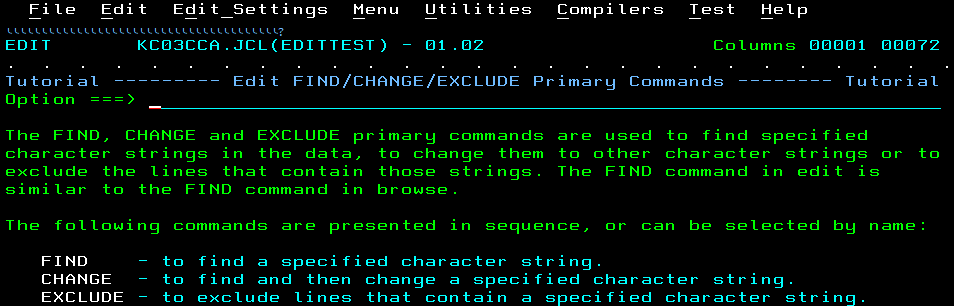 File Edit Edit_Settings Menu Utilities Compilers Test Help
EDIT KC03CCA.JCL(EDITTEST) - 01.02 Columns 00001 00072
. . . . . . . . . . . . . . . . . . . . . . . . . . .
Tutorial --------- Edit FIND/CHANGE/EXCLUDE Primary Commands -------- Tutorial
Option ===>
The FIND, CHANGE and EXCLUDE primary commands are used to find specified
character strings in the data, to change them to other character strings or to
exclude the lines that contain those strings. The FIND command in edit is
similar to the FIND command in browse.
The following commands are presented in sequence, or can be selected by name:
FIND - to find a specified character string.
CHANGE - to find and then change a specified character string.
EXCLUDE - to exclude lines that contain a specified character string.